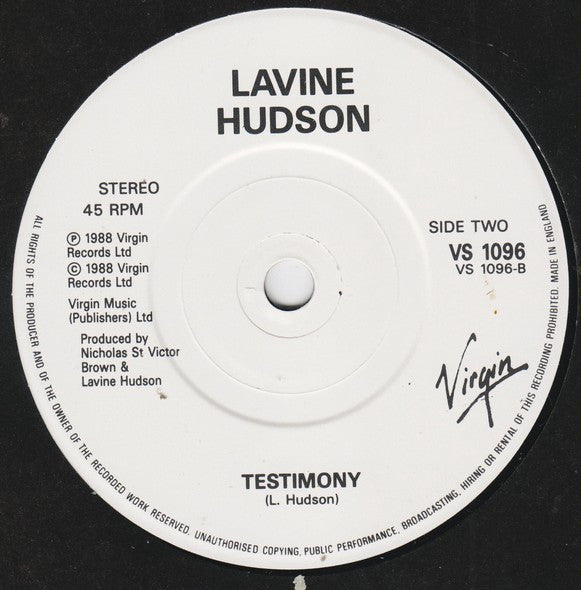 LAVINE
HUDSON
STEREO
45 RPM
Ⓟ 1988 Virgin
Records Ltd
© 1988 Virgin
Records Ltd
Virgin Music
(Publishers) Ltd
Produced by
Nicholas St Victor
Brown &
Lavine Hudson
SIDE TWO
VS 1096
VS 1096-B
Virgin
TESTIMONY
(L. Hudson)
ALL RIGHTS OF THE PRODUCER AND OF THE OWNER OF THE RECORDED WORK RESERVED. UNAUTHORISED COPYING, PUBLIC PERFORMANCE, BROADCASTING, HIRING OR RENTAL OF THIS RECORDING PROHIBITED. MADE IN ENGLAND